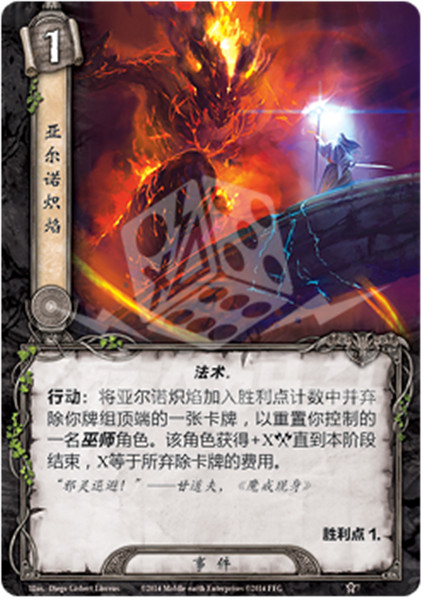 1
亚尔诺炽焰
法术。
行动：将亚尔诺炽焰加入胜利点计数中并弃
除你牌组顶端的一张卡牌，以重置你控制的
一名巫师角色。该角色获得+X直到本阶段
结束，X等于所弃除卡牌的费用。
“邪灵退避！”——甘道夫，《魔戒现身》
胜利点 1.
事件
Illus. Diego Gisbert Llorens
©2014 Middle-earth Enterprises ©2014 FFG